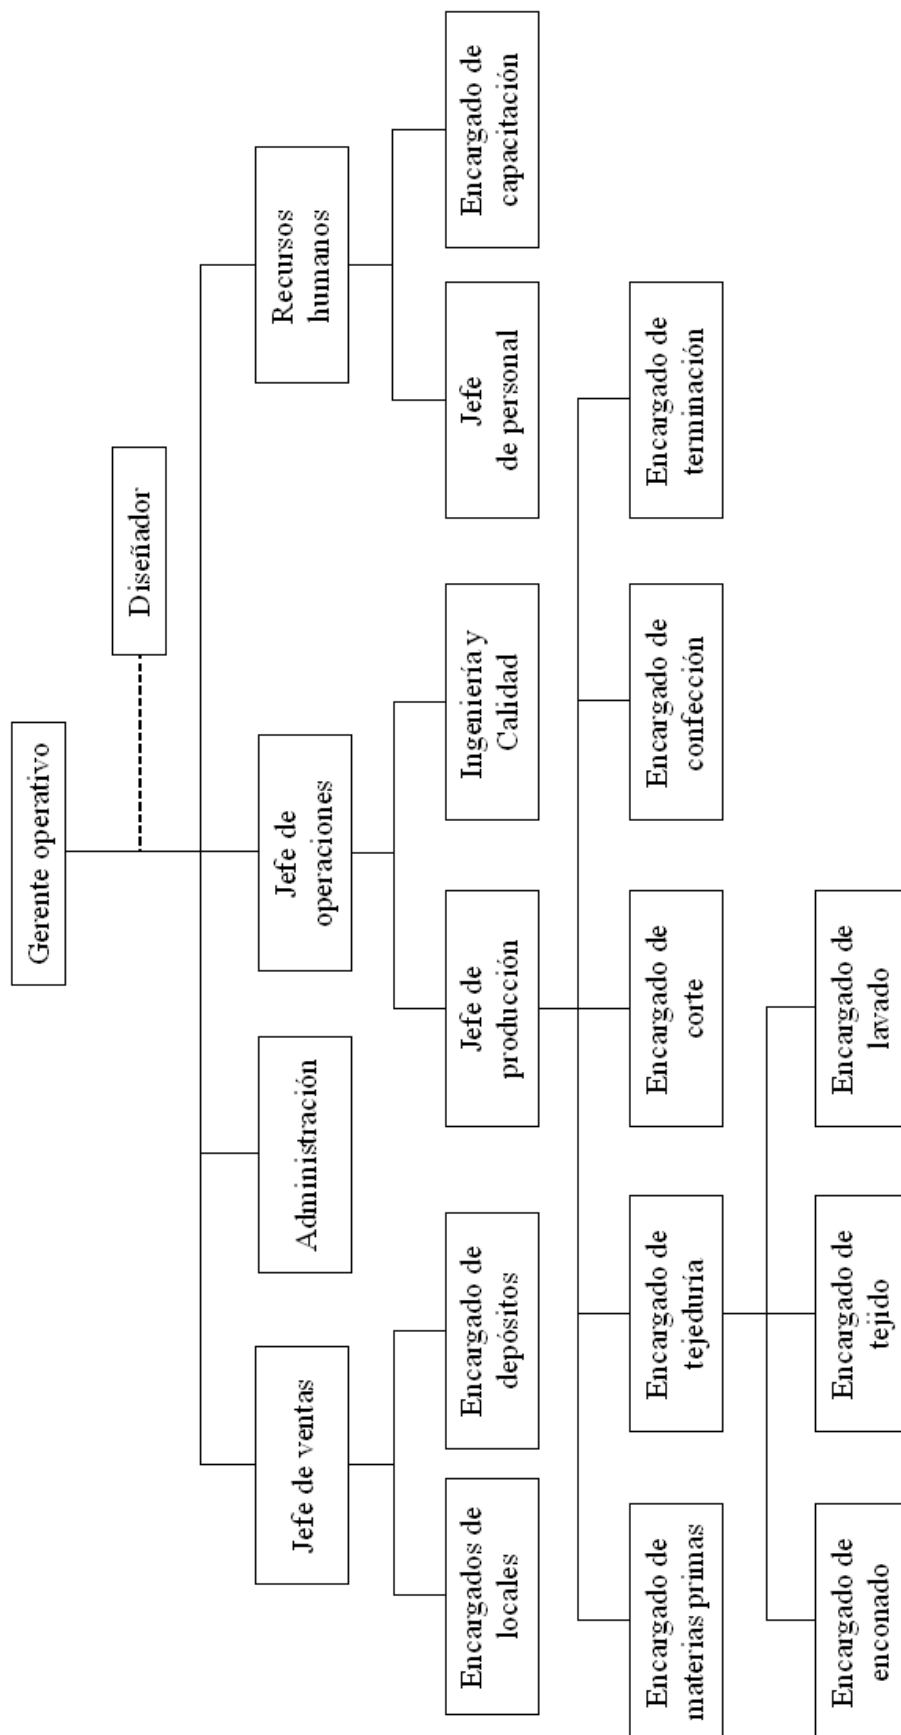 Gerente operativo
Diseñador
Jefe de ventas
Administración
Jefe de
operaciones
Recursos
humanos
Encargados de
locales
Encargado de
depósitos
Jefe de
producción
Ingeniería y
Calidad
Jefe
de personal
Encargado de
capacitación
Encargado de
materias primas
Encargado de
tejeduría
Encargado de
corte
Encargado de
confección
Encargado de
terminación
Encargado de
enconado
Encargado de
tejido
Encargado de
lavado